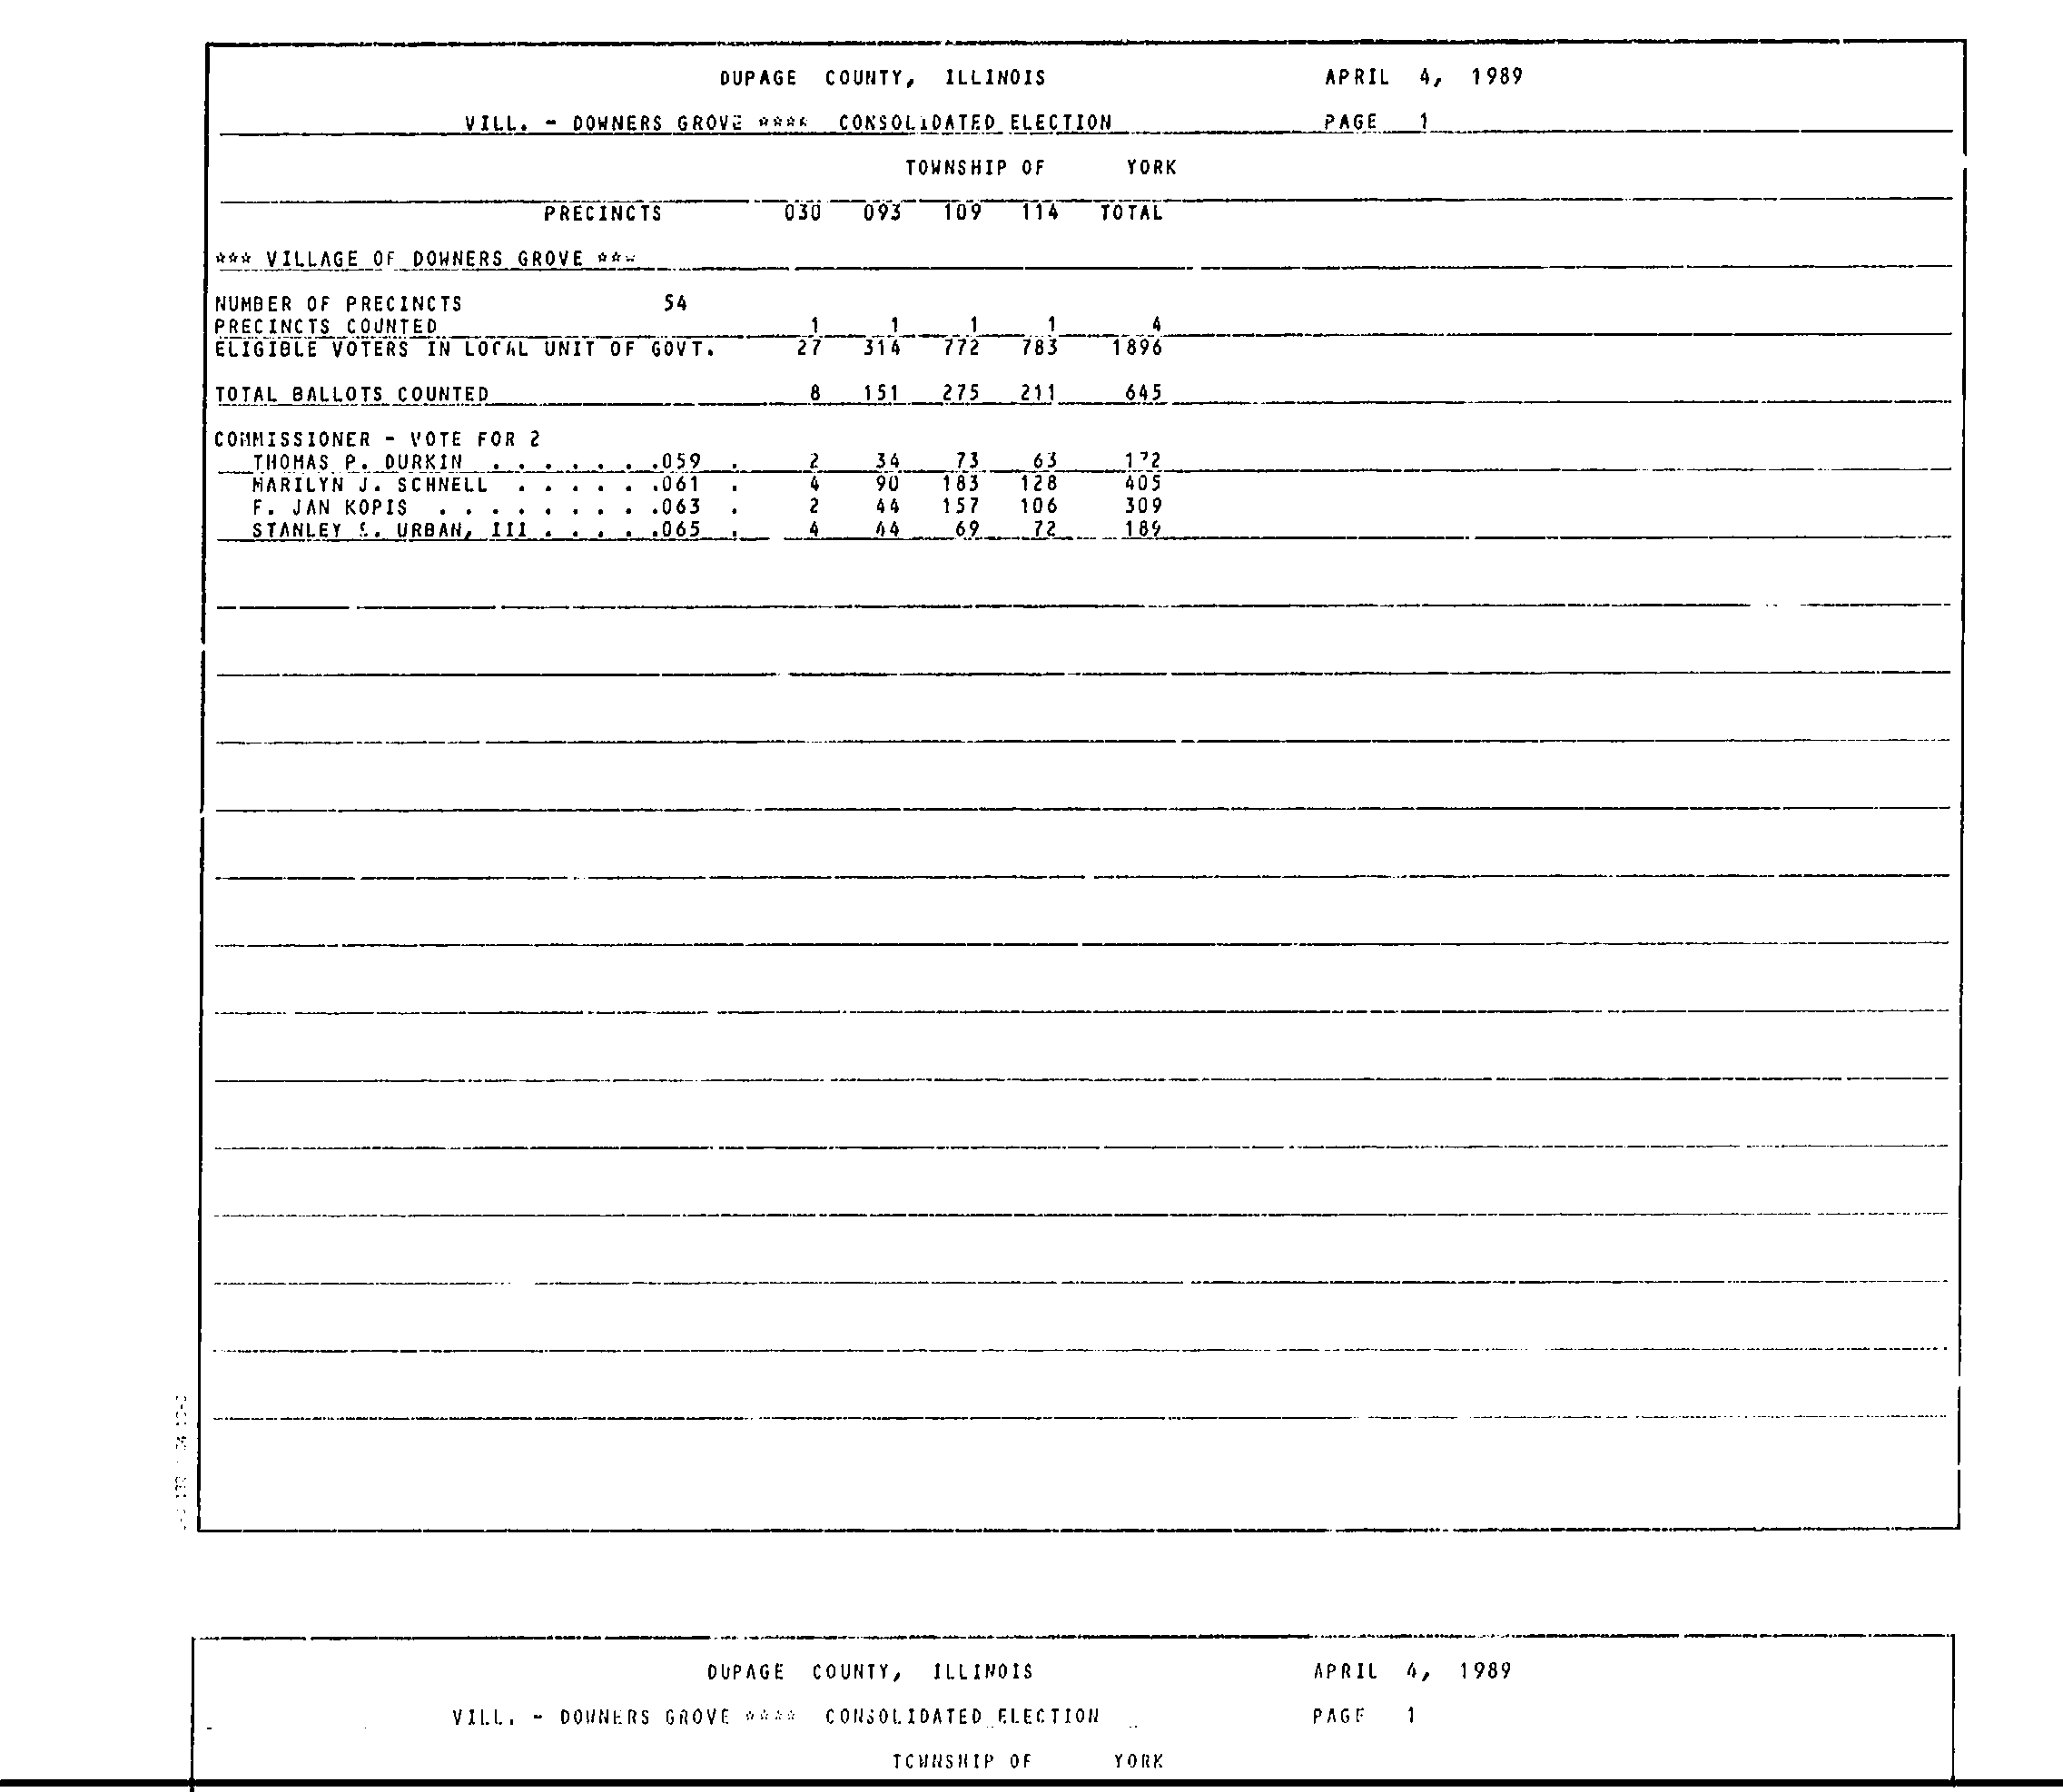 DUPAGE COUNTY, ILLINOIS APRIL 4, 1989
VILL. - DOWNERS GROVE **** CONSOLIDATED ELECTION PAGE 1
TOWNSHIP OF YORK
PRECINCTS 030 093 109 114 TOTAL
*** VILLAGE OF DOWNERS GROVE ***
NUMBER OF PRECINCTS 54
PRECINCTS COUNTED 1 1 1 1 4
ELIGIBLE VOTERS IN LOCAL UNIT OF GOVT. 27 314 772 783 1896
TOTAL BALLOTS COUNTED 8 151 275 211 645
COMMISSIONER - VOTE FOR 2
THOMAS P. DURKIN . . . . . . .059 . 2 34 73 63 172
MARILYN J. SCHNELL . . . . . .061 . 4 90 183 128 405
F. JAN KOPIS . . . . . . . . .063 . 2 44 157 106 309
STANLEY URBAN, III . . . . .065 . 4 44 69 72 189
DUPAGE COUNTY, ILLINOIS APRIL 4, 1989
VILL. - DOWNERS GROVE **** CONSOLIDATED ELECTION PAGE 1
TOWNSHIP OF YORK